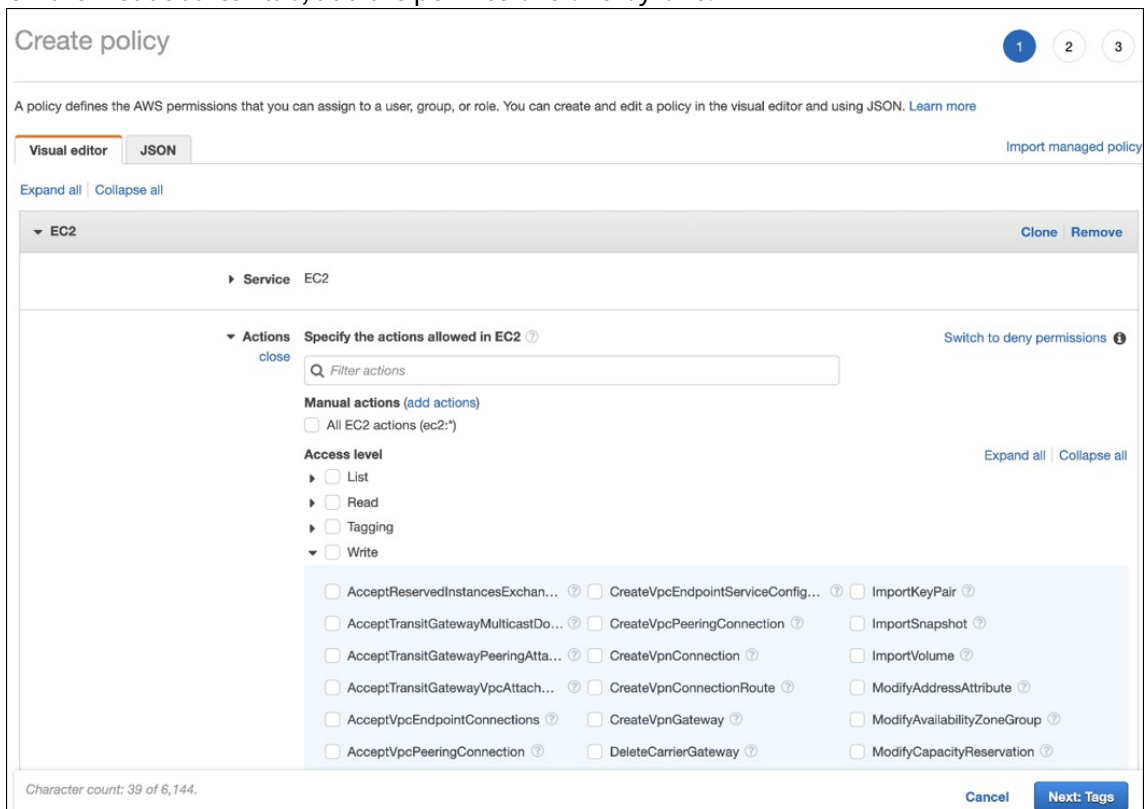 Create policy
1 2 3
A policy defines the AWS permissions that you can assign to a user, group, or role. You can create and edit a policy in the visual editor and using JSON. Learn more
Visual editor JSON Import managed policy
Expand all Collapse all
EC2 Clone Remove
Service EC2
Actions Specify the actions allowed in EC2 Switch to deny permissions
close
Filter actions
Manual actions (add actions)
All EC2 actions (ec2:*)
Access level Expand all Collapse all
List
Read
Tagging
Write
AcceptReservedInstancesExchan... CreateVpcEndpointServiceConfig... ImportKeyPair
AcceptTransitGatewayMulticastDo... CreateVpcPeeringConnection ImportSnapshot
AcceptTransitGatewayPeeringAtta... CreateVpnConnection ImportVolume
AcceptTransitGatewayVpcAttach... CreateVpnConnectionRoute ModifyAddressAttribute
AcceptVpcEndpointConnections CreateVpnGateway ModifyAvailabilityZoneGroup
AcceptVpcPeeringConnection DeleteCarrierGateway ModifyCapacityReservation
Character count: 39 of 6,144. Cancel Next: Tags